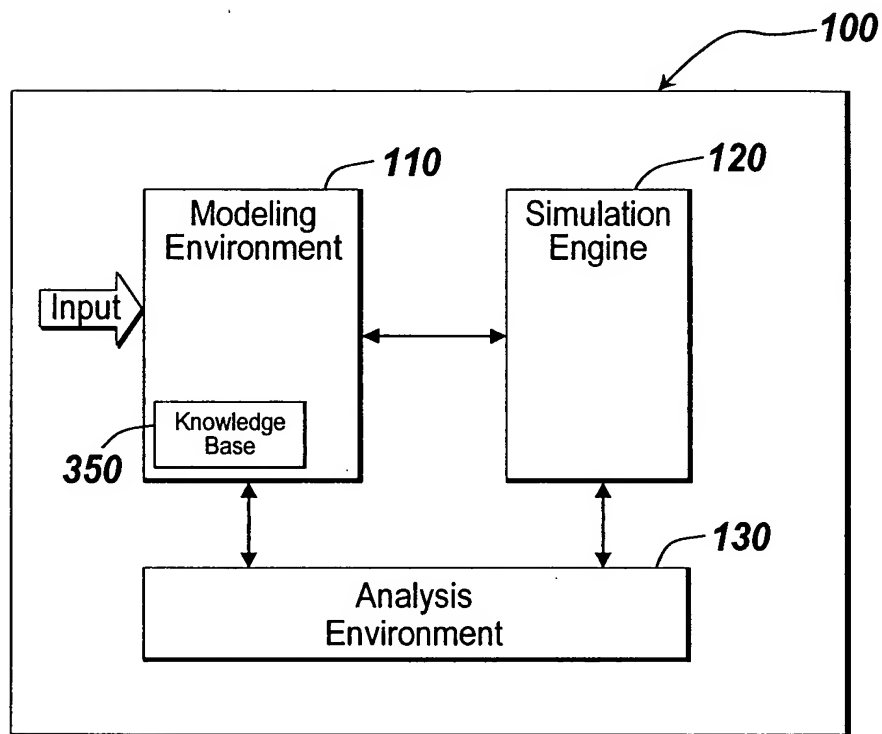 100
110
120
Modeling
Environment
Simulation
Engine
Input
Knowledge
Base
350
130
Analysis
Environment